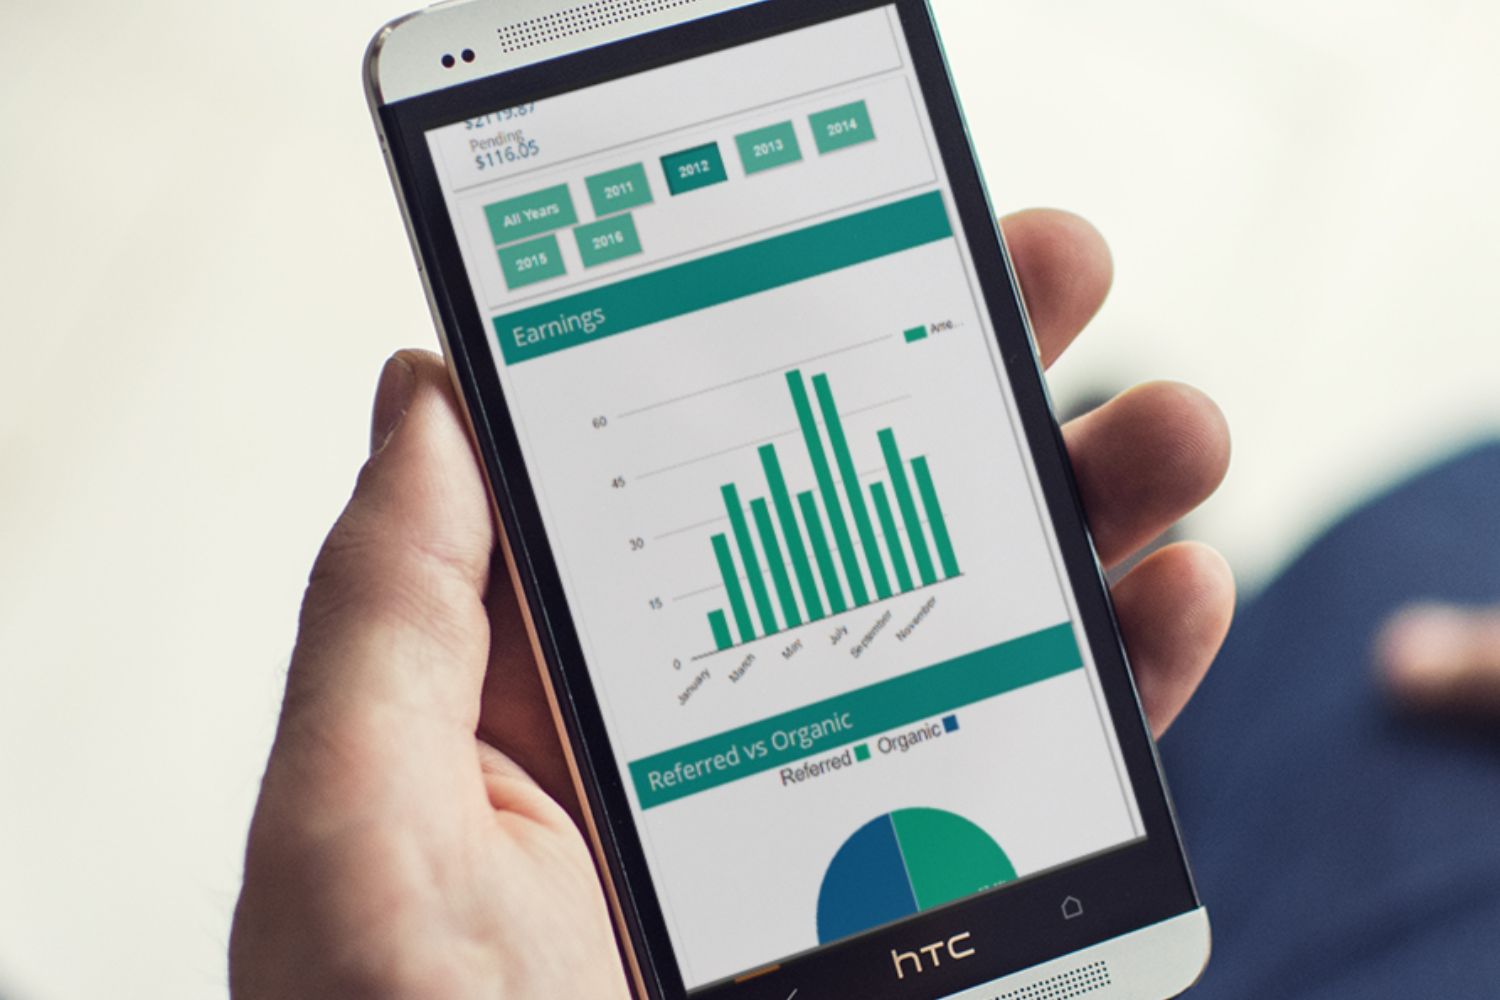 $2119.87
Pending
$116.05
All Years 2011 2012 2013 2014
2015 2016
Earnings
Ame...
60
45
30
15
0
January March May July September November
Referred vs Organic
Referred Organic
hTC